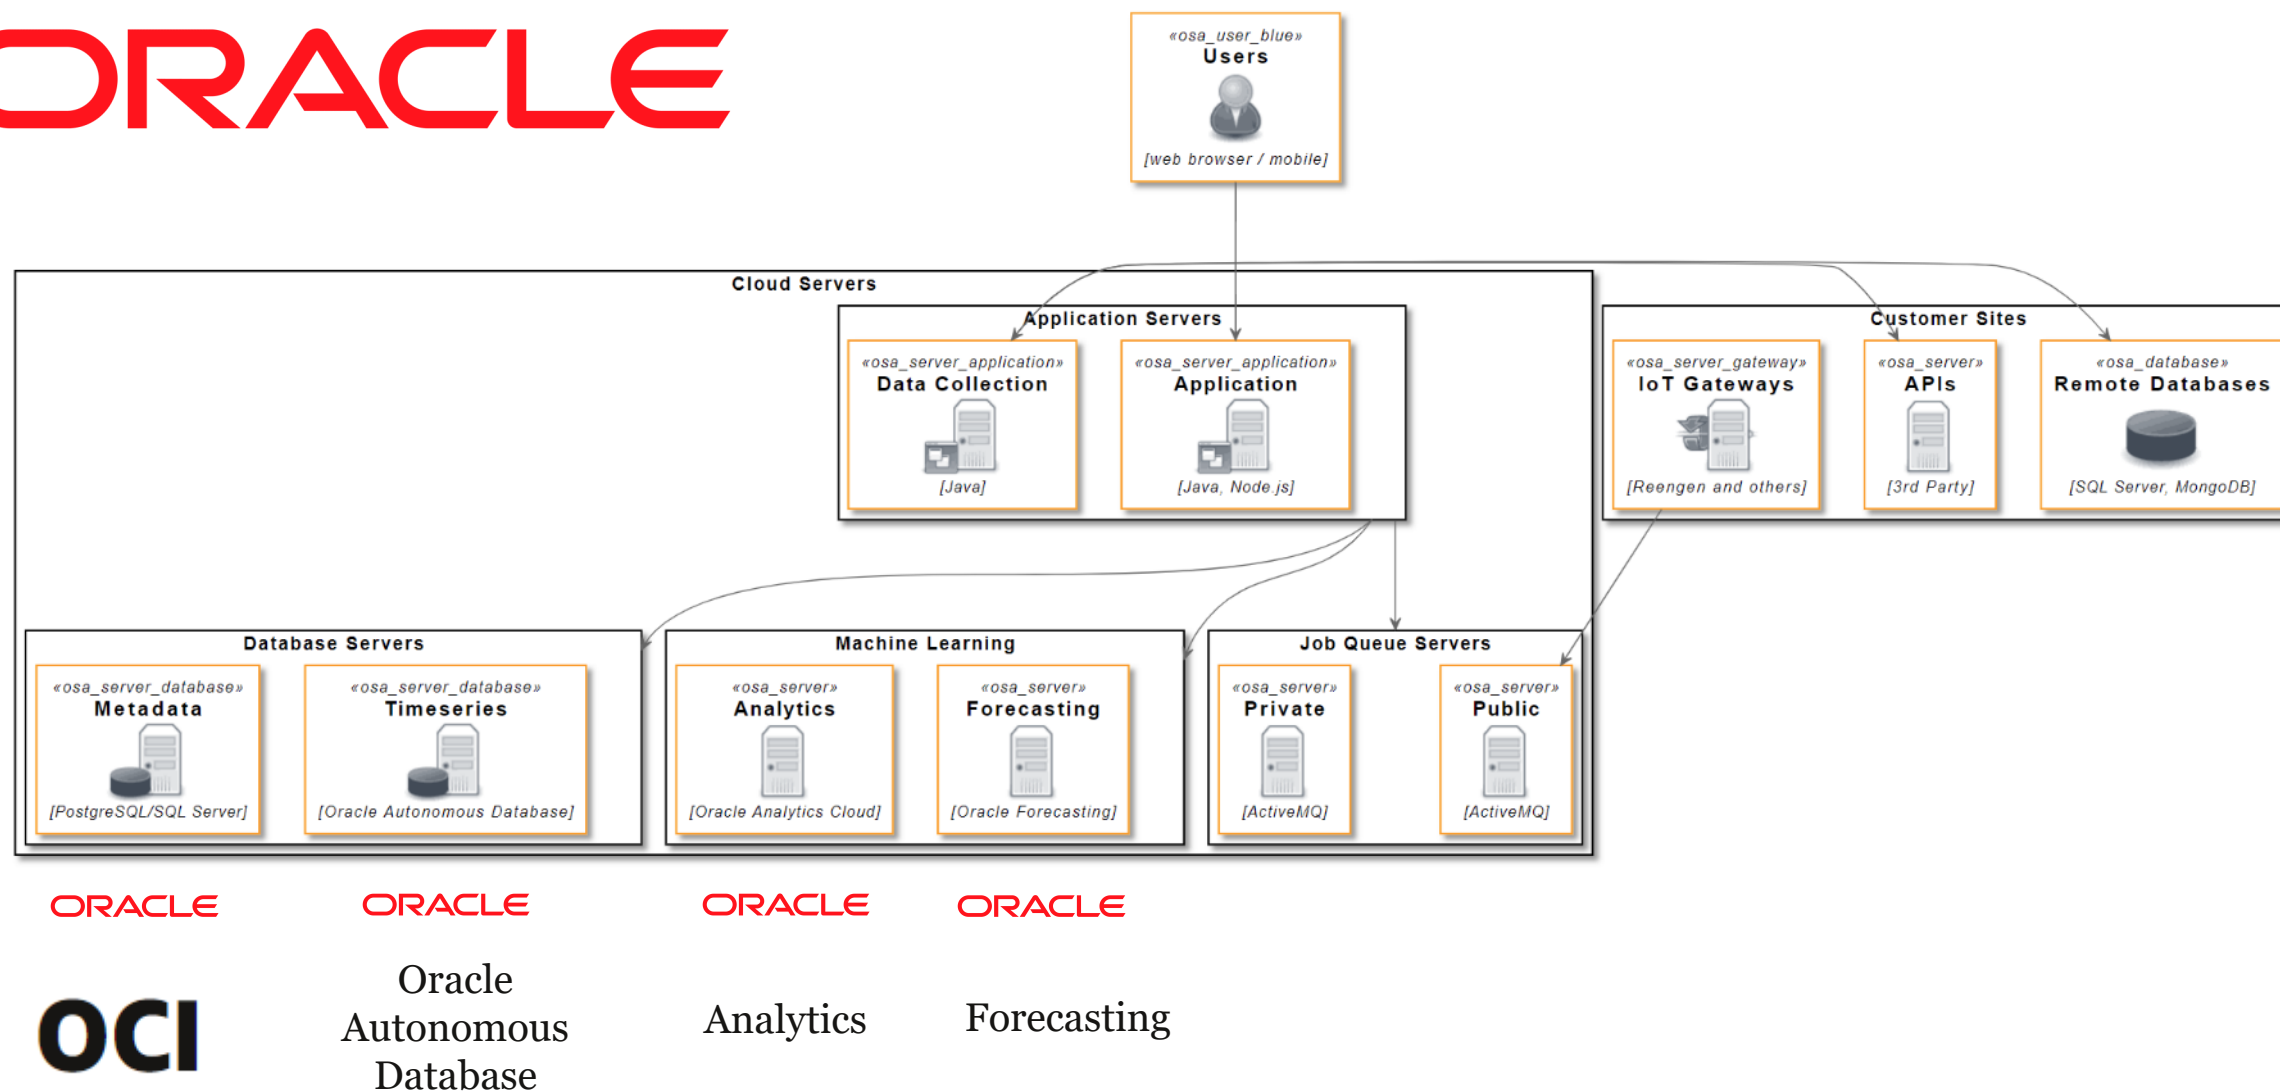 ORACLE
«osa_user_blue»
Users
[web browser / mobile]
Cloud Servers
Application Servers
«osa_server_application»
Data Collection
[Java]
«osa_server_application»
Application
[Java, Node.js]
Customer Sites
«osa_server_gateway»
IoT Gateways
[Reengen and others]
«osa_server»
APIs
[3rd Party]
«osa_database»
Remote Databases
[SQL Server, MongoDB]
Database Servers
«osa_server_database»
Metadata
[PostgreSQL/SQL Server]
«osa_server_database»
Timeseries
[Oracle Autonomous Database]
Machine Learning
«osa_server»
Analytics
[Oracle Analytics Cloud]
«osa_server»
Forecasting
[Oracle Forecasting]
Job Queue Servers
«osa_server»
Private
[ActiveMQ]
«osa_server»
Public
[ActiveMQ]
ORACLE
OCI
ORACLE
Oracle
Autonomous
Database
ORACLE
Analytics
ORACLE
Forecasting